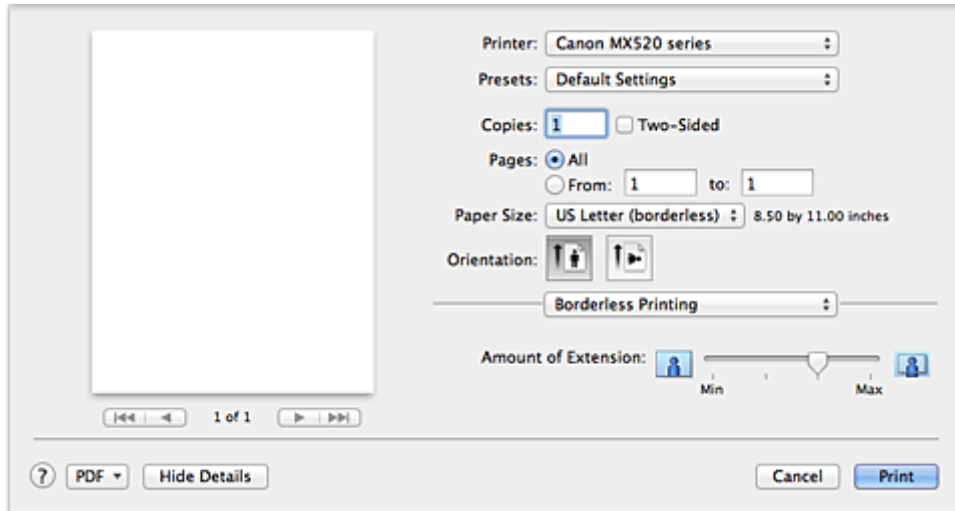 Printer: Canon MX520 series
Presets: Default Settings
Copies: 1 Two-Sided
Pages: All
From: 1 to: 1
Paper Size: US Letter (borderless) 8.50 by 11.00 inches
Orientation:
Borderless Printing
Amount of Extension:
Min Max
1 of 1
? PDF Hide Details Cancel Print